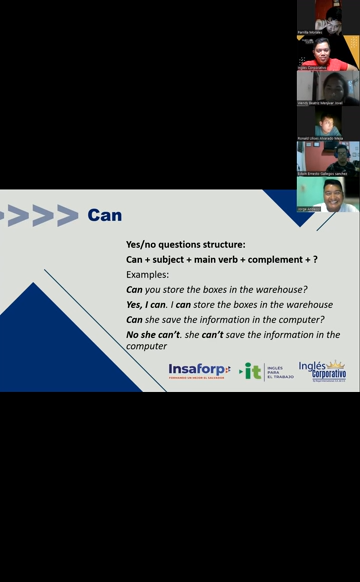 Can
Yes/no questions structure:
Can + subject + main verb + complement + ?
Examples:
Can you store the boxes in the warehouse?
Yes, I can. I can store the boxes in the warehouse
Can she save the information in the computer?
No she can't. she can't save the information in the
computer
Insaforp
it
INGLÉS
PARA
EL TRABAJO
Inglés
Corporativo